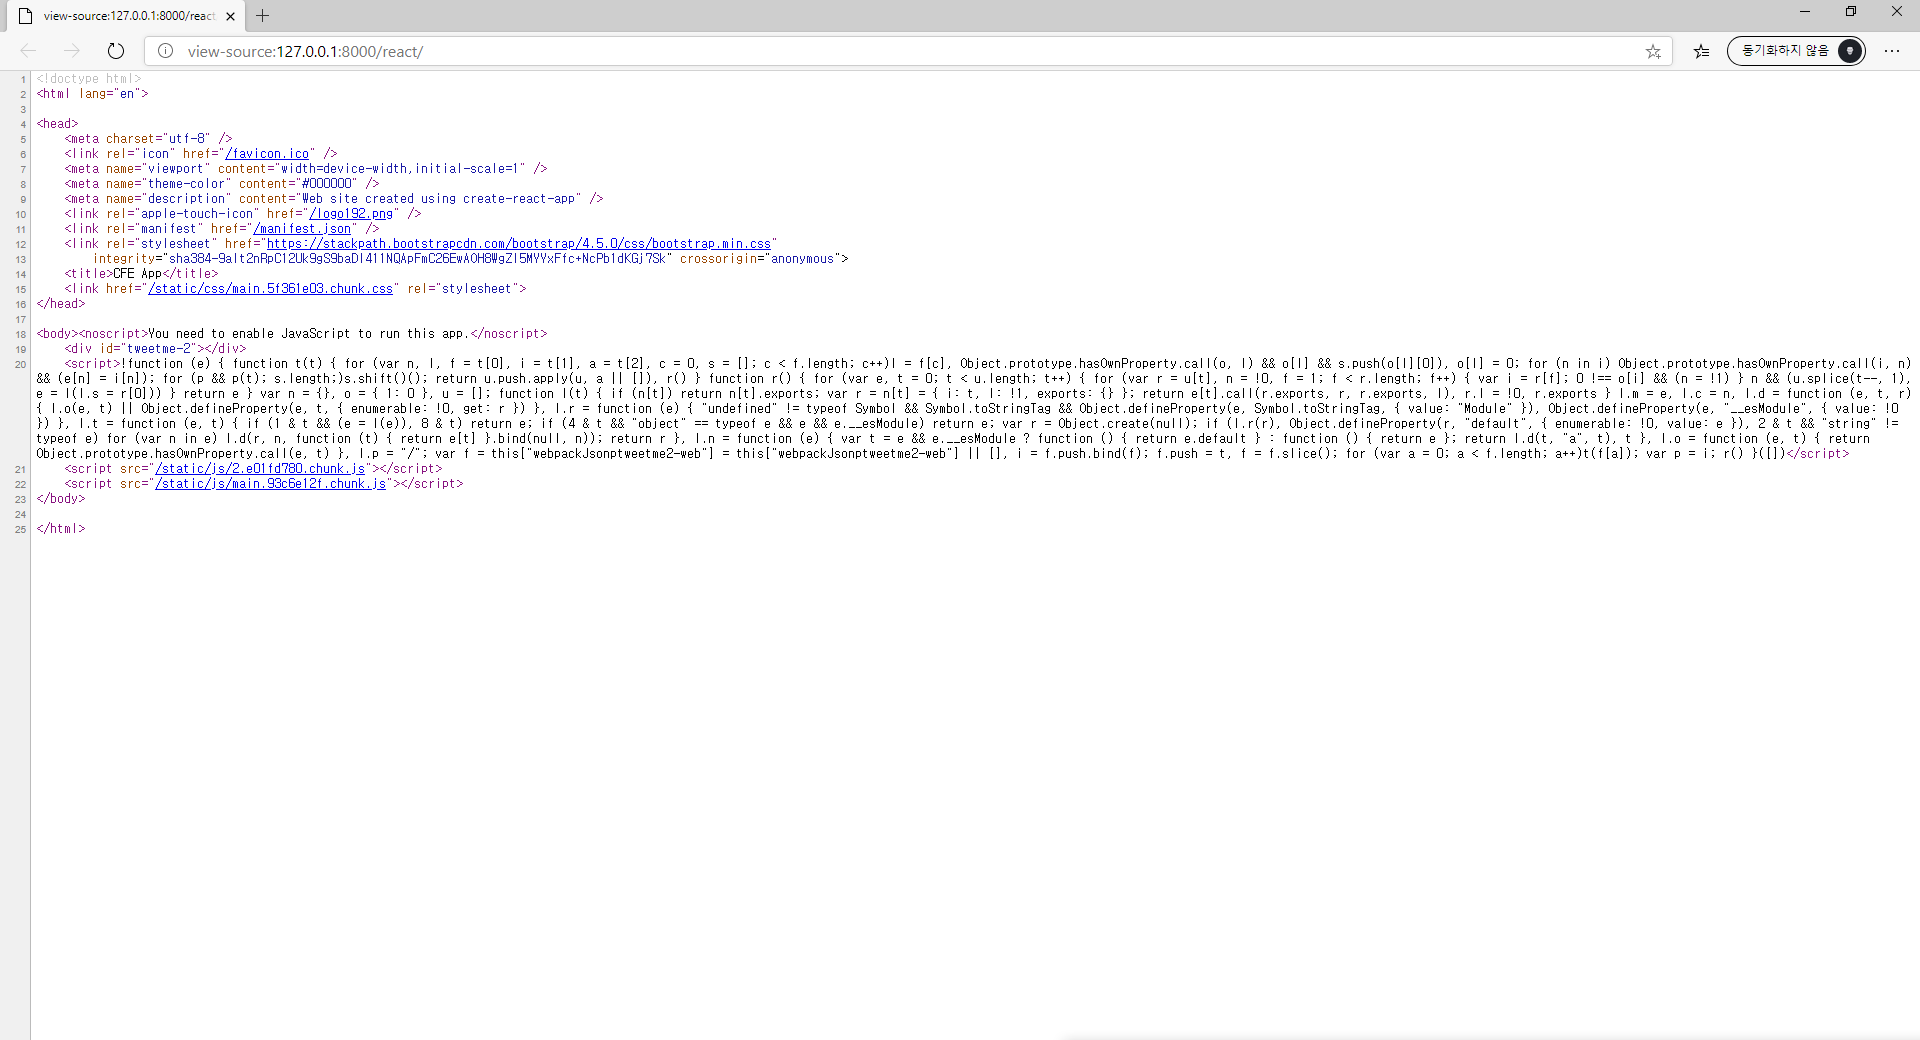 view-source:127.0.0.1:8000/react
view-source:127.0.0.1:8000/react/
동기화하지 않음
1 <!doctype html>
2 <html lang="en">
3
4 <head>
5 <meta charset="utf-8" />
6 <link rel="icon" href="/favicon.ico" />
7 <meta name="viewport" content="width=device-width,initial-scale=1" />
8 <meta name="theme-color" content="#000000" />
9 <meta name="description" content="Web site created using create-react-app" />
10 <link rel="apple-touch-icon" href="/logo192.png" />
11 <link rel="manifest" href="/manifest.json" />
12 <link rel="stylesheet" href="https://stackpath.bootstrapcdn.com/bootstrap/4.5.0/css/bootstrap.min.css"
13 integrity="sha384-9aIt2nRpC12Uk9gS9baDl411NQApFmC26EwAOH8WgZl5MYYxFfc+NcPb1dKGj7Sk" crossorigin="anonymous">
14 <title>CFE App</title>
15 <link href="/static/css/main.5f361e03.chunk.css" rel="stylesheet">
16 </head>
17
18 <body><noscript>You need to enable JavaScript to run this app.</noscript>
19 <div id="tweetme-2"></div>
20 <script>!function (e) { function t(t) { for (var n, l, f = t[0], i = t[1], a = t[2], c = 0, s = []; c < f.length; c++)l = f[c], Object.prototype.hasOwnProperty.call(o, l) && o[l] && s.push(o[l][0]), o[l] = 0; for (n in i) Object.prototype.hasOwnProperty.call(i, n)
&& (e[n] = i[n]); for (p && p(t); s.length;)s.shift()(); return u.push.apply(u, a || []), r() } function r() { for (var e, t = 0; t < u.length; t++) { for (var r = u[t], n = !0, f = 1; f < r.length; f++) { var i = r[f]; 0 !== o[i] && (n = !1) } n && (u.splice(t--, 1),
e = l(l.s = r[0])) } return e } var n = {}, o = { 1: 0 }, u = []; function l(t) { if (n[t]) return n[t].exports; var r = n[t] = { i: t, l: !1, exports: {} }; return e[t].call(r.exports, r, r.exports, l), r.l = !0, r.exports } l.m = e, l.c = n, l.d = function (e, t, r)
{ l.o(e, t) || Object.defineProperty(e, t, { enumerable: !0, get: r }) }, l.r = function (e) { "undefined" != typeof Symbol && Symbol.toStringTag && Object.defineProperty(e, Symbol.toStringTag, { value: "Module" }), Object.defineProperty(e, "__esModule", { value: !0
}) }, l.t = function (e, t) { if (1 & t && (e = l(e)), 8 & t) return e; if (4 & t && "object" == typeof e && e && e.__esModule) return e; var r = Object.create(null); if (l.r(r), Object.defineProperty(r, "default", { enumerable: !0, value: e }), 2 & t && "string" !=
typeof e) for (var n in e) l.d(r, n, function (t) { return e[t] }.bind(null, n)); return r }, l.n = function (e) { var t = e && e.__esModule ? function () { return e.default } : function () { return e }; return l.d(t, "a", t), t }, l.o = function (e, t) { return
Object.prototype.hasOwnProperty.call(e, t) }, l.p = "/"; var f = this["webpackJsonptweetme2-web"] = this["webpackJsonptweetme2-web"] || [], i = f.push.bind(f); f.push = t, f = f.slice(); for (var a = 0; a < f.length; a++)t(f[a]); var p = i; r() }([])</script>
21 <script src="/static/js/2.e01fd780.chunk.js"></script>
22 <script src="/static/js/main.93c6e12f.chunk.js"></script>
23 </body>
24
25 </html>